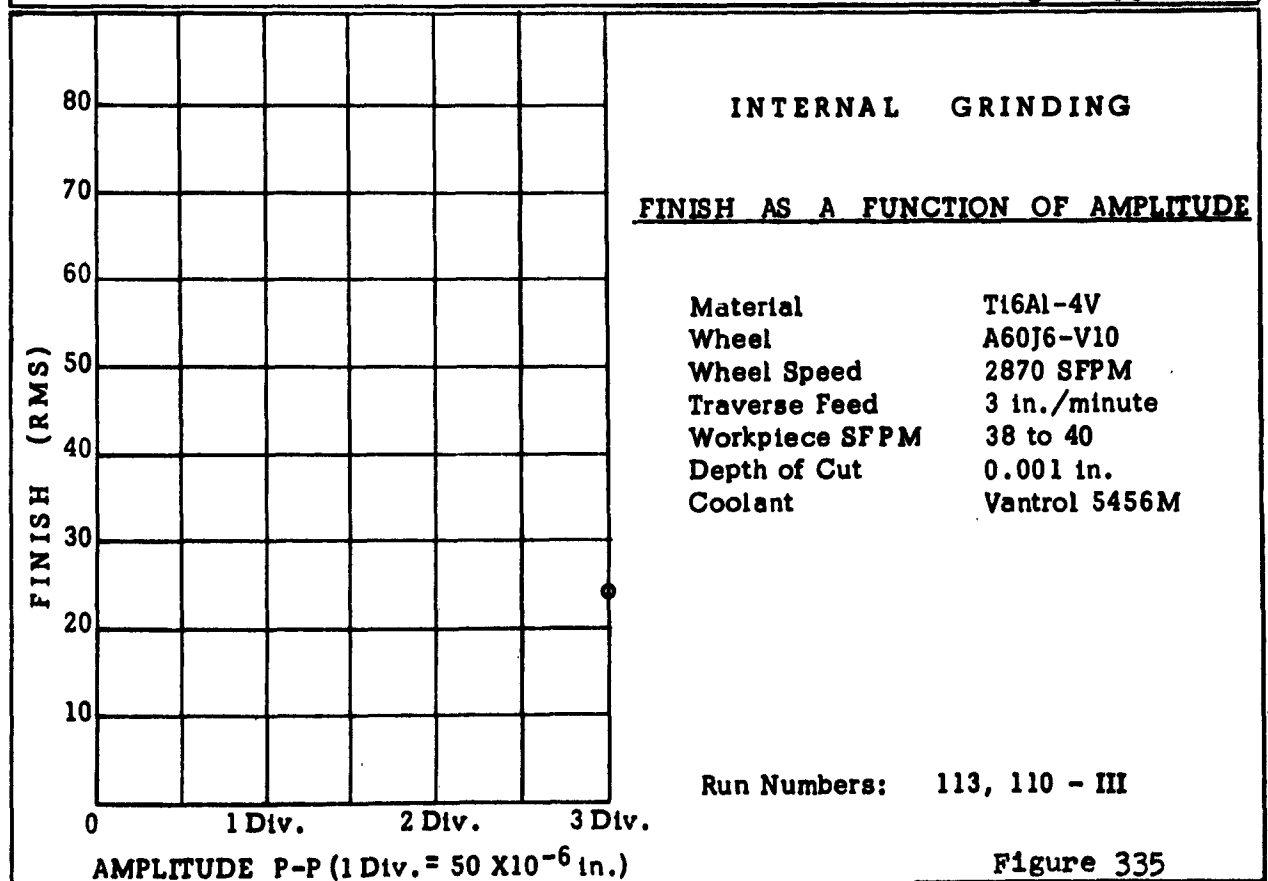 INTERNAL GRINDING
FINISH AS A FUNCTION OF AMPLITUDE
Material Ti6Al-4V
Wheel A60J6-V10
Wheel Speed 2870 SFPM
Traverse Feed 3 in./minute
Workpiece SFPM 38 to 40
Depth of Cut 0.001 in.
Coolant Vantrol 5456M
Run Numbers: 113, 110 - III
Figure 335
FINISH (RMS)
80
70
60
50
40
30
20
10
0 1 Div. 2 Div. 3 Div.
AMPLITUDE P-P (1 Div. = 50 X10⁻⁶ in.)